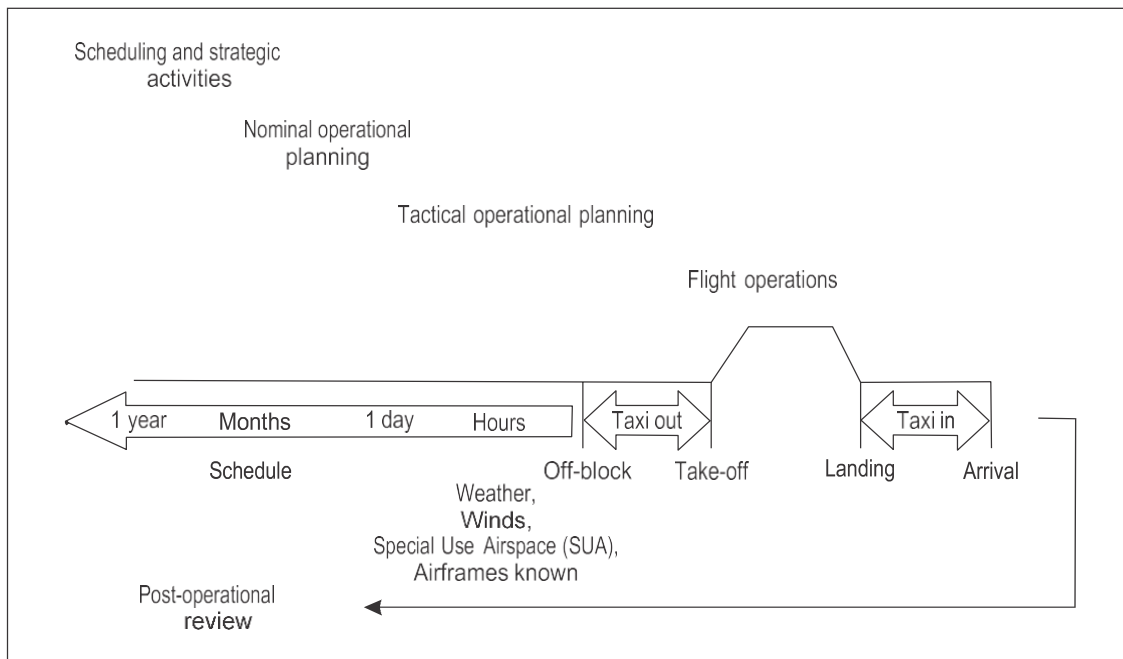 Scheduling and strategic
activities
Nominal operational
planning
Tactical operational planning
Flight operations
1 year Months 1 day Hours Taxi out Taxi in
Schedule Off-block Take-off Landing Arrival
Weather,
Winds,
Special Use Airspace (SUA),
Airframes known
Post-operational
review